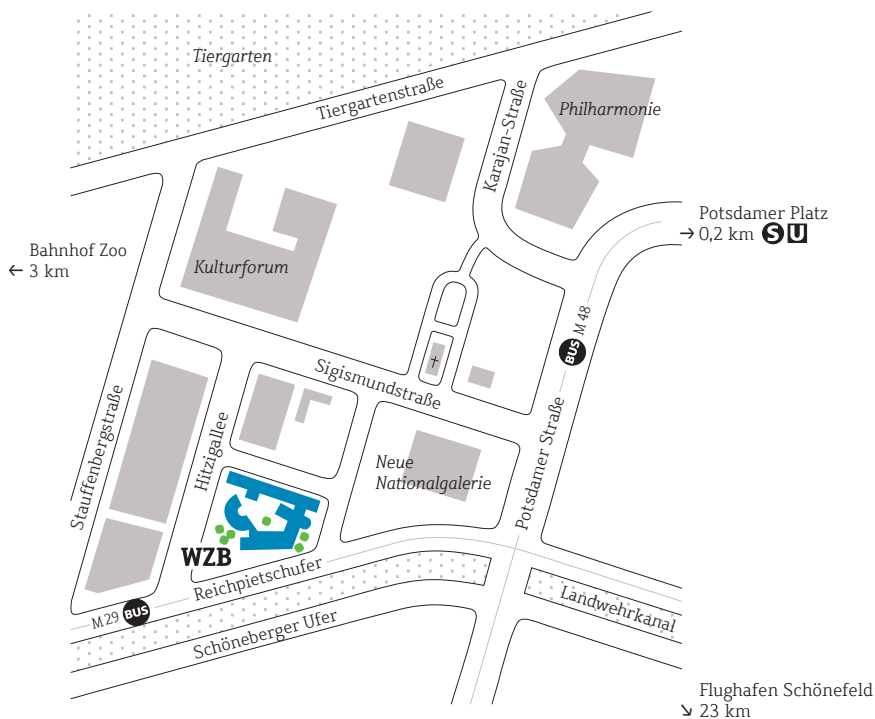 Tiergarten
Tiergartenstraße
Philharmonie
Karajan-Straße
Potsdamer Platz
→ 0,2 km S U
Bahnhof Zoo
← 3 km
Kulturforum
BUS M 48
Sigismundstraße
Stauffenbergstraße
Hitzigallee
Neue
Nationalgalerie
Potsdamer Straße
WZB
Reichpietschufer
M 29 BUS
Landwehrkanal
Schöneberger Ufer
Flughafen Schönefeld
↘ 23 km